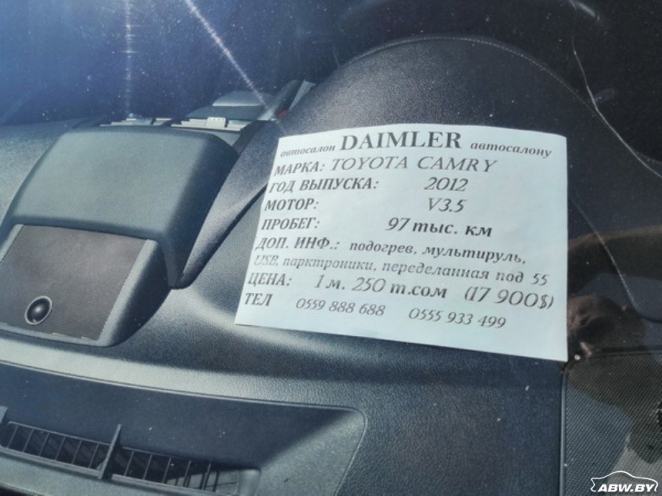 автосалон DAIMLER автосалону
МАРКА: TOYOTA CAMRY
ГОД ВЫПУСКА: 2012
МОТОР: V3.5
ПРОБЕГ: 97 тыс. км
ДОП. ИНФ.: подогрев, мультируль,
USB, парктроники, переделанная под 55
ЦЕНА: 1 м. 250 т.сом (17 900$)
ТЕЛ 0559 888 688 0555 933 499
ABW.BY